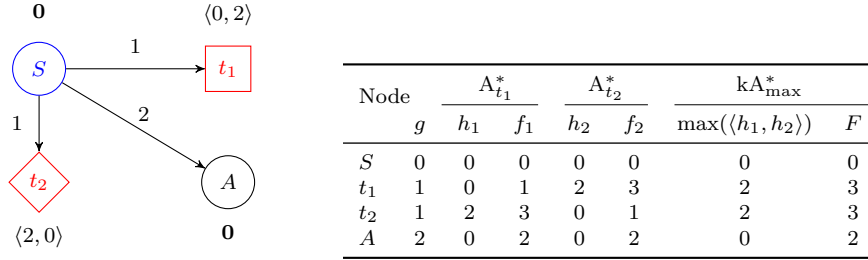 0
⟨0, 2⟩
S
1
t₁
1
2
t₂
A
⟨2, 0⟩
0
Node A*ₜ₁ A*ₜ₂ kA*ₘₐₓ
g h₁ f₁ h₂ f₂ max(⟨h₁, h₂⟩) F
S 0 0 0 0 0 0 0
t₁ 1 0 1 2 3 2 3
t₂ 1 2 3 0 1 2 3
A 2 0 2 0 2 0 2